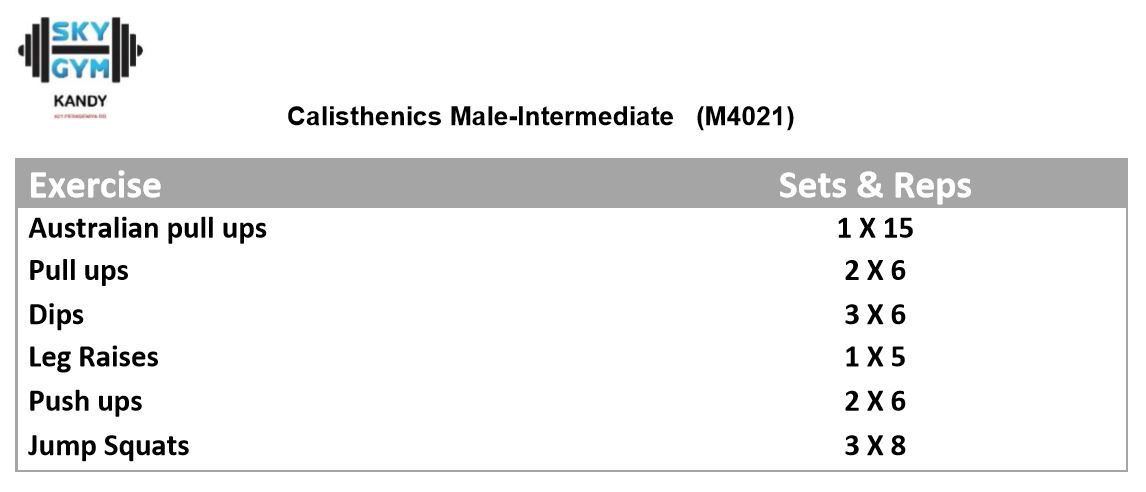 SKY
GYM
KANDY
Calisthenics Male-Intermediate (M4021)
Exercise Sets & Reps
Australian pull ups 1 X 15
Pull ups 2 X 6
Dips 3 X 6
Leg Raises 1 X 5
Push ups 2 X 6
Jump Squats 3 X 8